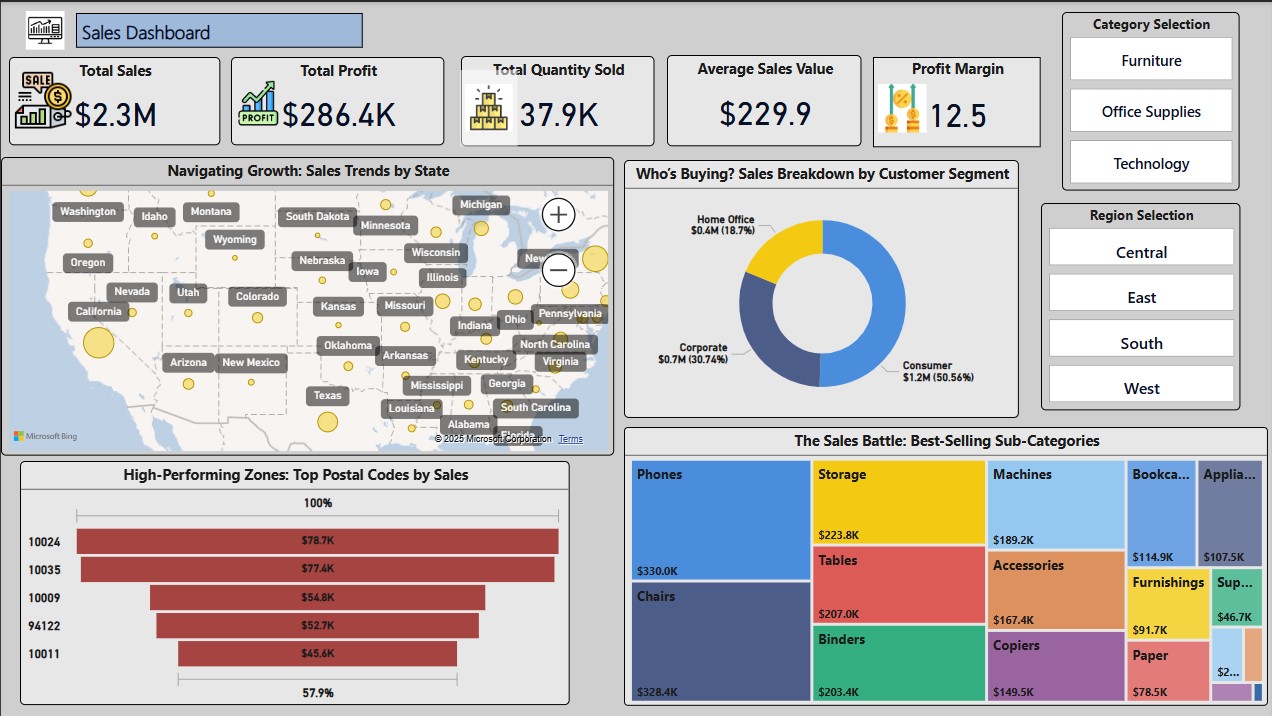 Sales Dashboard
Total Sales
SALE
$2.3M
Total Profit
PROFIT
$286.4K
Total Quantity Sold
37.9K
Average Sales Value
$229.9
Profit Margin
12.5
Category Selection
Furniture
Office Supplies
Technology
Region Selection
Central
East
South
West
Navigating Growth: Sales Trends by State
Washington
Idaho
Montana
South Dakota
Minnesota
Michigan
Wyoming
Oregon
Nebraska
Iowa
Wisconsin
Illinois
New
Nevada
Utah
Colorado
California
Kansas
Missouri
Indiana
Ohio
Pennsylvania
Oklahoma
Arkansas
Kentucky
North Carolina
Virginia
Arizona
New Mexico
Mississippi
Georgia
Texas
Louisiana
South Carolina
Alabama
Florida
Microsoft Bing
© 2025 Microsoft Corporation Terms
Who's Buying? Sales Breakdown by Customer Segment
Home Office
$0.4M (18.7%)
Corporate
$0.7M (30.74%)
Consumer
$1.2M (50.56%)
High-Performing Zones: Top Postal Codes by Sales
100%
10024 $78.7K
10035 $77.4K
10009 $54.8K
94122 $52.7K
10011 $45.6K
57.9%
The Sales Battle: Best-Selling Sub-Categories
Phones
$330.0K
Chairs
$328.4K
Storage
$223.8K
Tables
$207.0K
Binders
$203.4K
Machines
$189.2K
Accessories
$167.4K
Copiers
$149.5K
Bookca...
$114.9K
Applia...
$107.5K
Furnishings
$91.7K
Paper
$78.5K
Sup...
$46.7K
$2...